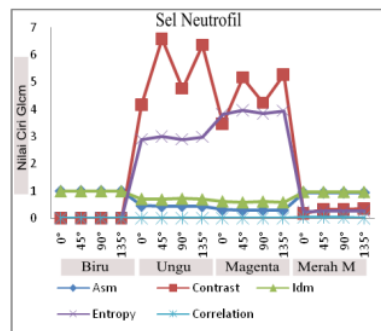 Sel Neutrofil
Nilai Ciri Glcm
7
6
5
4
3
2
1
0
0° 45° 90° 135° 0° 45° 90° 135° 0° 45° 90° 135° 0° 45° 90° 135°
Biru Ungu Magenta Merah M
Asm Contrast Idm
Entropy Correlation